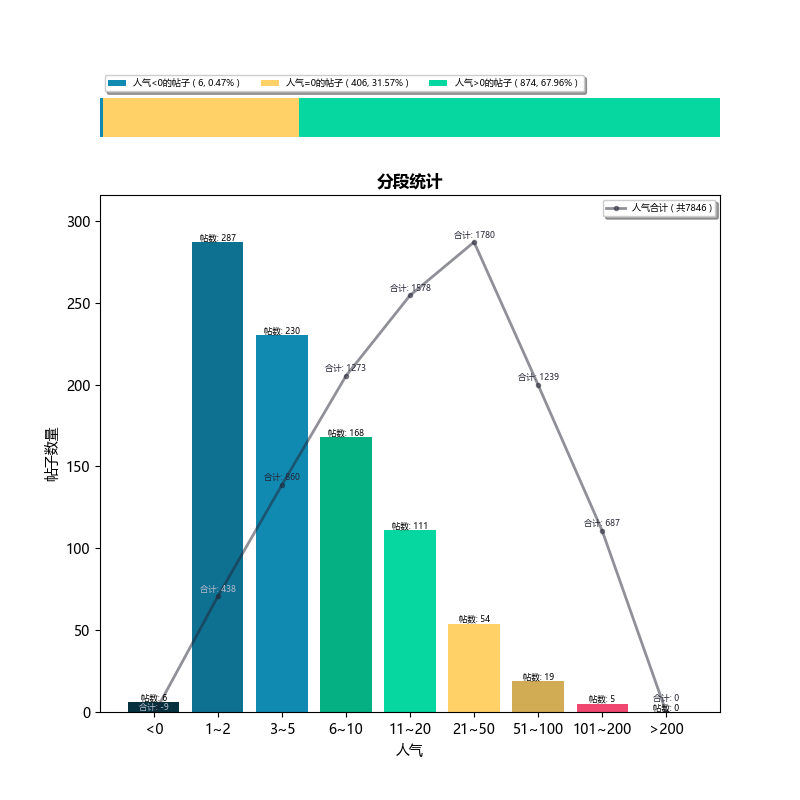 人气<0的帖子 ( 6, 0.47% ) 人气=0的帖子 ( 406, 31.57% ) 人气>0的帖子 ( 874, 67.96% )
分段统计
人气合计 ( 共7846 )
300
250
200
150
100
50
0
帖子数量
帖数: 6
帖数: 287
帖数: 230
帖数: 168
帖数: 111
帖数: 54
帖数: 19
帖数: 5
帖数: 0
合计: -9
合计: 438
合计: 860
合计: 1273
合计: 1578
合计: 1780
合计: 1239
合计: 687
合计: 0
<0 1~2 3~5 6~10 11~20 21~50 51~100 101~200 >200
人气